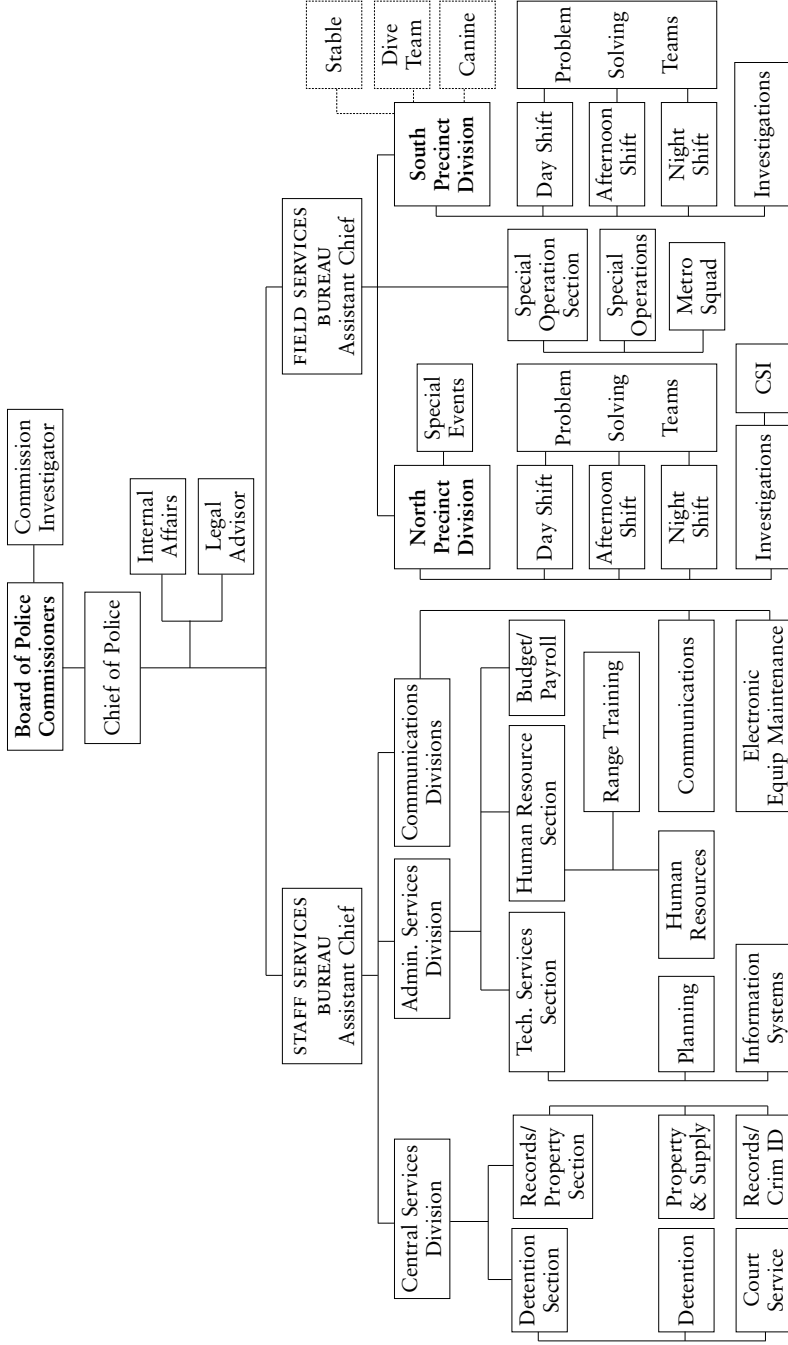 Board of Police
Commissioners
Commission
Investigator
Chief of Police
Internal
Affairs
Legal
Advisor
STAFF SERVICES
BUREAU
Assistant Chief
FIELD SERVICES
BUREAU
Assistant Chief
Central Services
Division
Admin. Services
Division
Communications
Divisions
North
Precinct
Division
Special
Events
South
Precinct
Division
Stable
Dive
Team
Canine
Detention
Section
Records/
Property
Section
Tech. Services
Section
Human Resource
Section
Budget/
Payroll
Range Training
Detention
Property
& Supply
Planning
Human
Resources
Communications
Court
Service
Records/
Crim ID
Information
Systems
Electronic
Equip Maintenance
Day Shift
Afternoon
Shift
Night
Shift
Problem
Solving
Teams
Investigations
CSI
Special
Operation
Section
Special
Operations
Metro
Squad
Day Shift
Afternoon
Shift
Night
Shift
Problem
Solving
Teams
Investigations